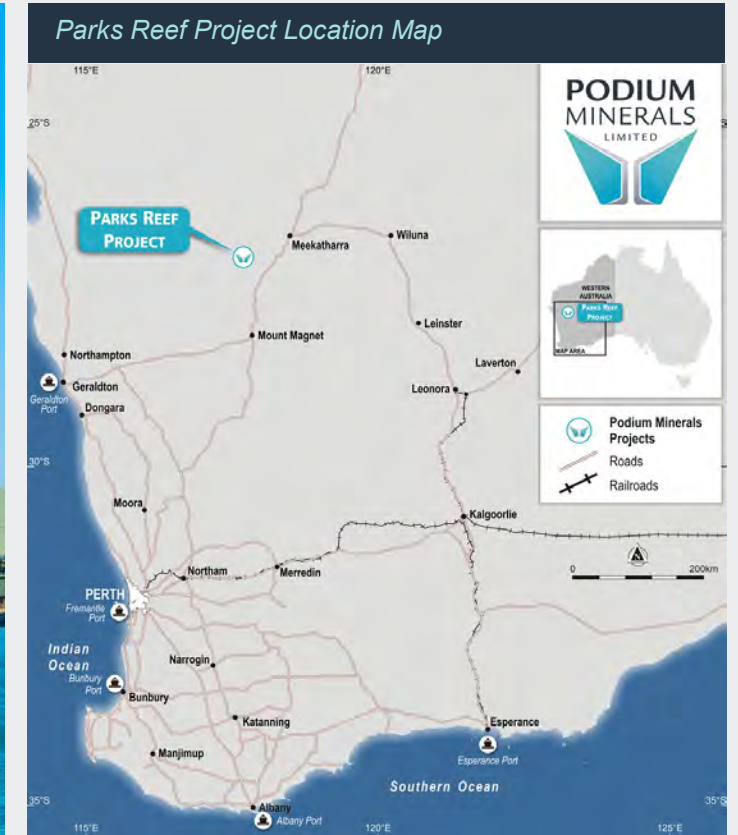 Parks Reef Project Location Map
115°E
120°E
PODIUM
MINERALS
LIMITED
25°S
PARKS REEF
PROJECT
Meekatharra
Wiluna
WESTERN
AUSTRALIA
PARKS REEF
PROJECT
MAP AREA
Leinster
Mount Magnet
Northampton
Laverton
Geraldton
Geraldton
Port
Leonora
Dongara
Podium Minerals
Projects
Roads
Railroads
30°S
Moora
Kalgoorlie
Northam
Merredin
N
0
200km
PERTH
Fremantle
Port
Indian
Ocean
Narrogin
Bunbury
Port
Bunbury
Katanning
Esperance
Manjimup
Esperance Port
Southern Ocean
35°S
35°S
Albany
Albany Port
115°E
120°E
125°E